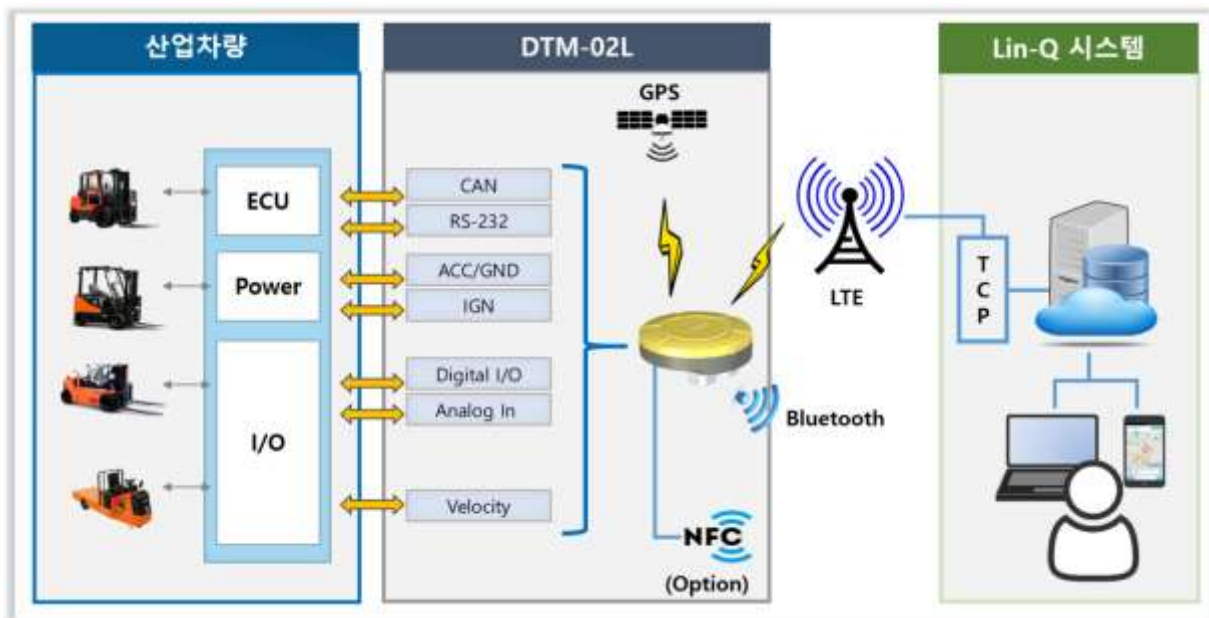 산업차량
DTM-02L
Lin-Q 시스템
ECU
Power
I/O
CAN
RS-232
ACC/GND
IGN
Digital I/O
Analog In
Velocity
GPS
Bluetooth
NFC
(Option)
LTE
T
C
P